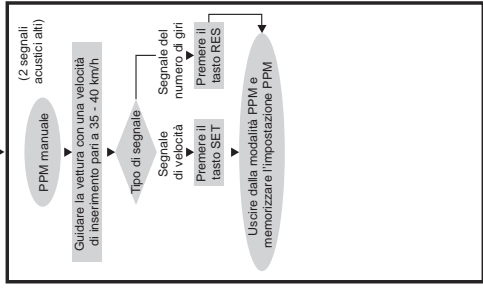 (2 segnali
acustici alti)
PPM manuale
Guidare la vettura con una velocità
di inserimento pari a 35 - 40 km/h
Tipo di segnale
Segnale
di velocità
Segnale del
numero di giri
Premere il
tasto SET
Premere il
tasto RES
Uscire dalla modalità PPM e
memorizzare l'impostazione PPM